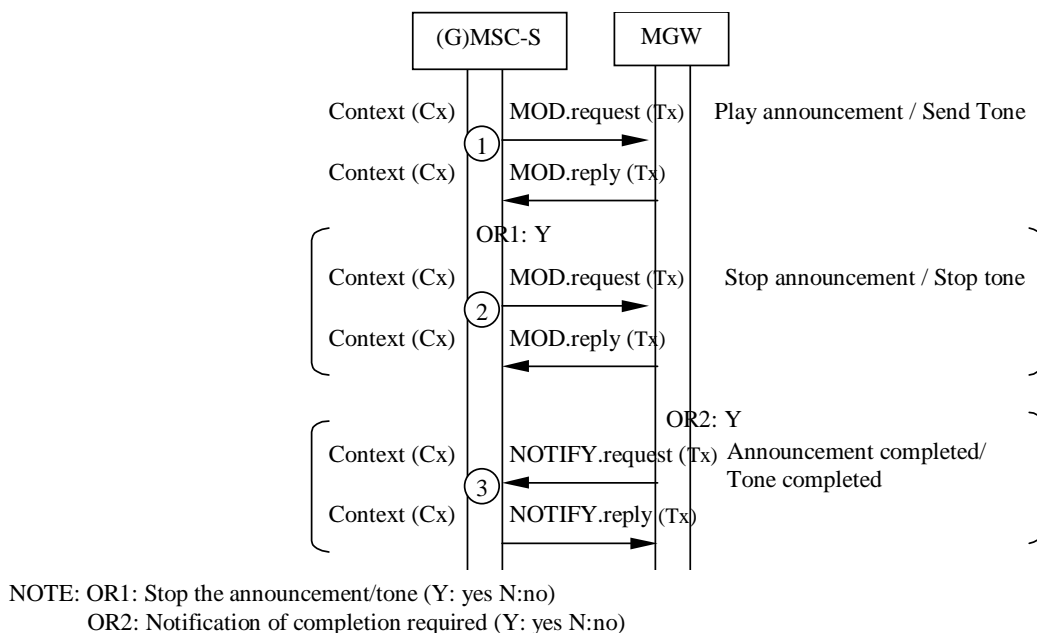 (G)MSC-S MGW
Context (Cx) MOD.request (Tx) Play announcement / Send Tone
1
Context (Cx) MOD.reply (Tx)
OR1: Y
Context (Cx) MOD.request (Tx) Stop announcement / Stop tone
2
Context (Cx) MOD.reply (Tx)
OR2: Y
Context (Cx) NOTIFY.request (Tx) Announcement completed/
Tone completed
3
Context (Cx) NOTIFY.reply (Tx)
NOTE: OR1: Stop the announcement/tone (Y: yes N:no)
OR2: Notification of completion required (Y: yes N:no)